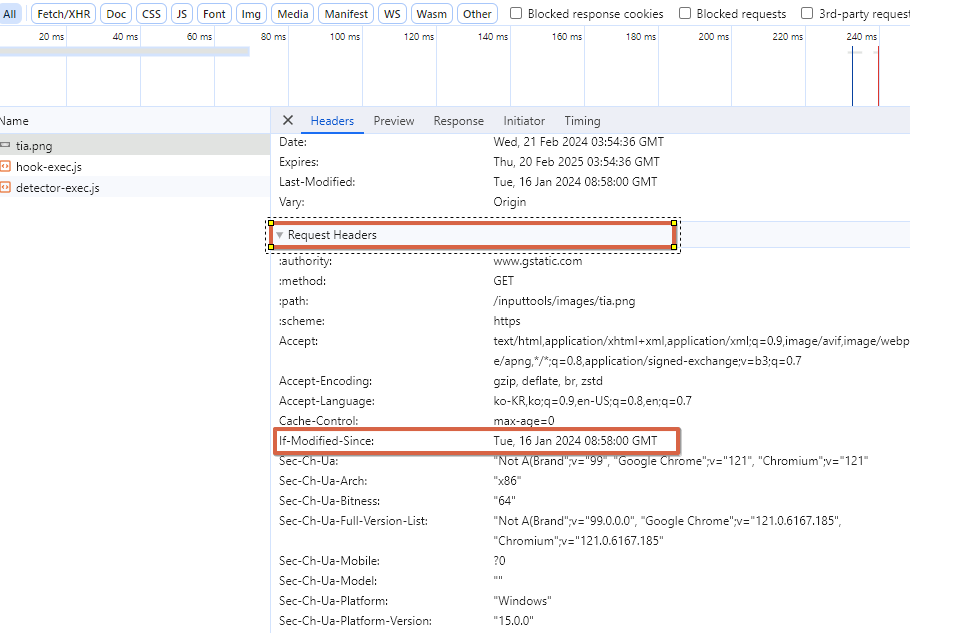 All Fetch/XHR Doc CSS JS Font Img Media Manifest WS Wasm Other Blocked response cookies Blocked requests 3rd-party request
20 ms 40 ms 60 ms 80 ms 100 ms 120 ms 140 ms 160 ms 180 ms 200 ms 220 ms 240 ms
Name
Headers Preview Response Initiator Timing
tia.png
hook-exec.js
detector-exec.js
Date: Wed, 21 Feb 2024 03:54:36 GMT
Expires: Thu, 20 Feb 2025 03:54:36 GMT
Last-Modified: Tue, 16 Jan 2024 08:58:00 GMT
Vary: Origin
Request Headers
:authority: www.gstatic.com
:method: GET
:path: /inputtools/images/tia.png
:scheme: https
Accept: text/html,application/xhtml+xml,application/xml;q=0.9,image/avif,image/webp
e/apng,*/*;q=0.8,application/signed-exchange;v=b3;q=0.7
Accept-Encoding: gzip, deflate, br, zstd
Accept-Language: ko-KR,ko;q=0.9,en-US;q=0.8,en;q=0.7
Cache-Control: max-age=0
If-Modified-Since: Tue, 16 Jan 2024 08:58:00 GMT
Sec-Ch-Ua: "Not A(Brand";v="99", "Google Chrome";v="121", "Chromium";v="121"
Sec-Ch-Ua-Arch: "x86"
Sec-Ch-Ua-Bitness: "64"
Sec-Ch-Ua-Full-Version-List: "Not A(Brand";v="99.0.0.0", "Google Chrome";v="121.0.6167.185",
"Chromium";v="121.0.6167.185"
Sec-Ch-Ua-Mobile: ?0
Sec-Ch-Ua-Model: ""
Sec-Ch-Ua-Platform: "Windows"
Sec-Ch-Ua-Platform-Version: "15.0.0"